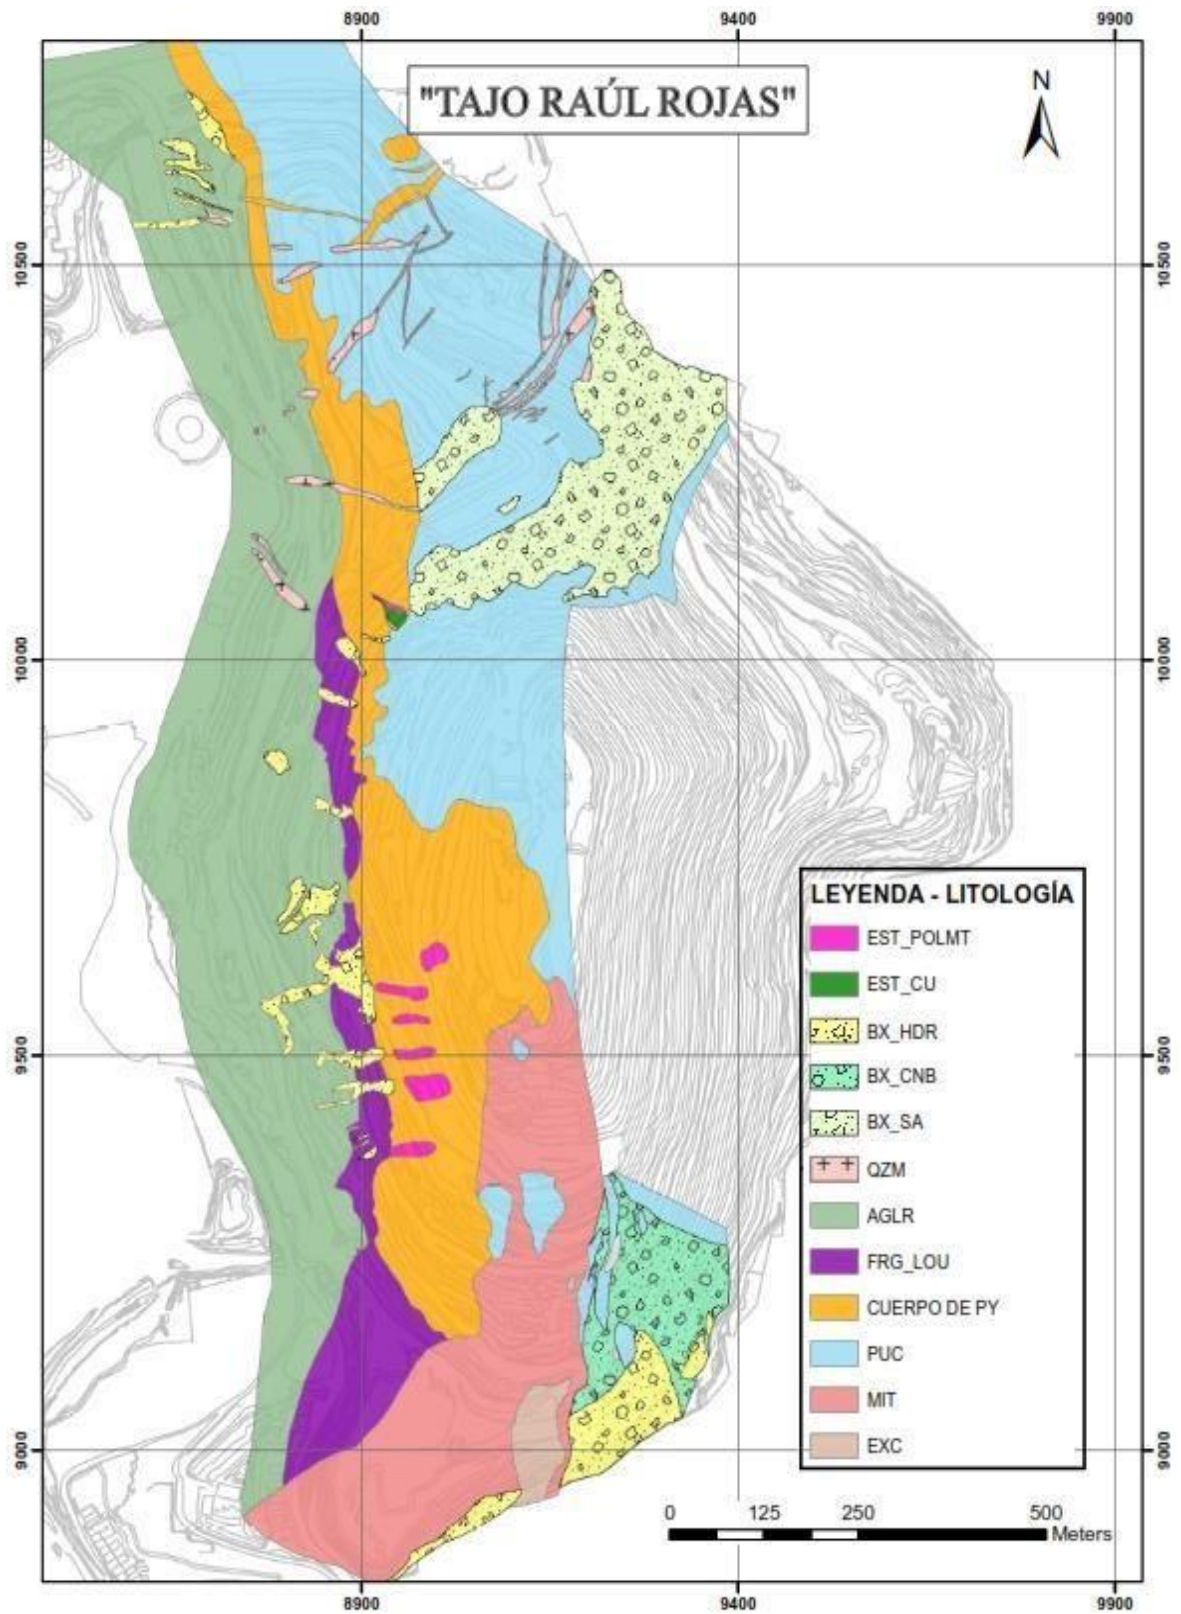 8900 9400 9900
"TAJO RAÚL ROJAS"
N
10500 10500
10000 10000
LEYENDA - LITOLOGÍA
EST_POLMT
EST_CU
BX_HDR
BX_CNB
BX_SA
QZM
AGLR
FRG_LOU
CUERPO DE PY
PUC
MIT
EXC
9500 9500
9000 9000
0 125 250 500
Meters
8900 9400 9900